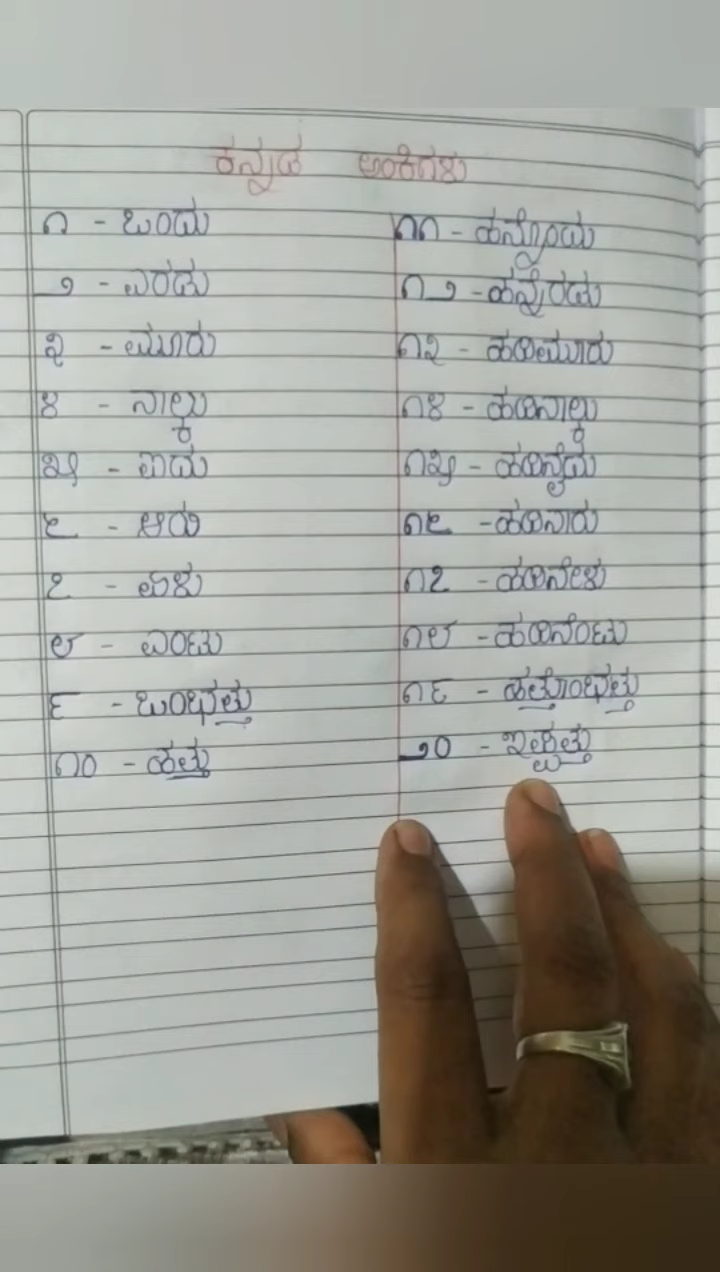 ಕನ್ನಡ ಅಂಕಿಗಳು
೧ - ಒಂದು
೨ - ಎರಡು
೩ - ಮೂರು
೪ - ನಾಲ್ಕು
೫ - ಐದು
೬ - ಆರು
೭ - ಏಳು
೮ - ಎಂಟು
೯ - ಒಂಭತ್ತು
೧೦ - ಹತ್ತು
೧೧ - ಹನ್ನೊಂದು
೧೨ - ಹನ್ನೆರಡು
೧೩ - ಹದಿಮೂರು
೧೪ - ಹದಿನಾಲ್ಕು
೧೫ - ಹದಿನೈದು
೧೬ - ಹದಿನಾರು
೧೭ - ಹದಿನೇಳು
೧೮ - ಹದಿನೆಂಟು
೧೯ - ಹತ್ತೊಂಭತ್ತು
೨೦ - ಇಪ್ಪತ್ತು